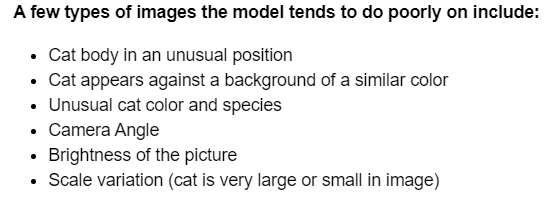 A few types of images the model tends to do poorly on include:
• Cat body in an unusual position
• Cat appears against a background of a similar color
• Unusual cat color and species
• Camera Angle
• Brightness of the picture
• Scale variation (cat is very large or small in image)